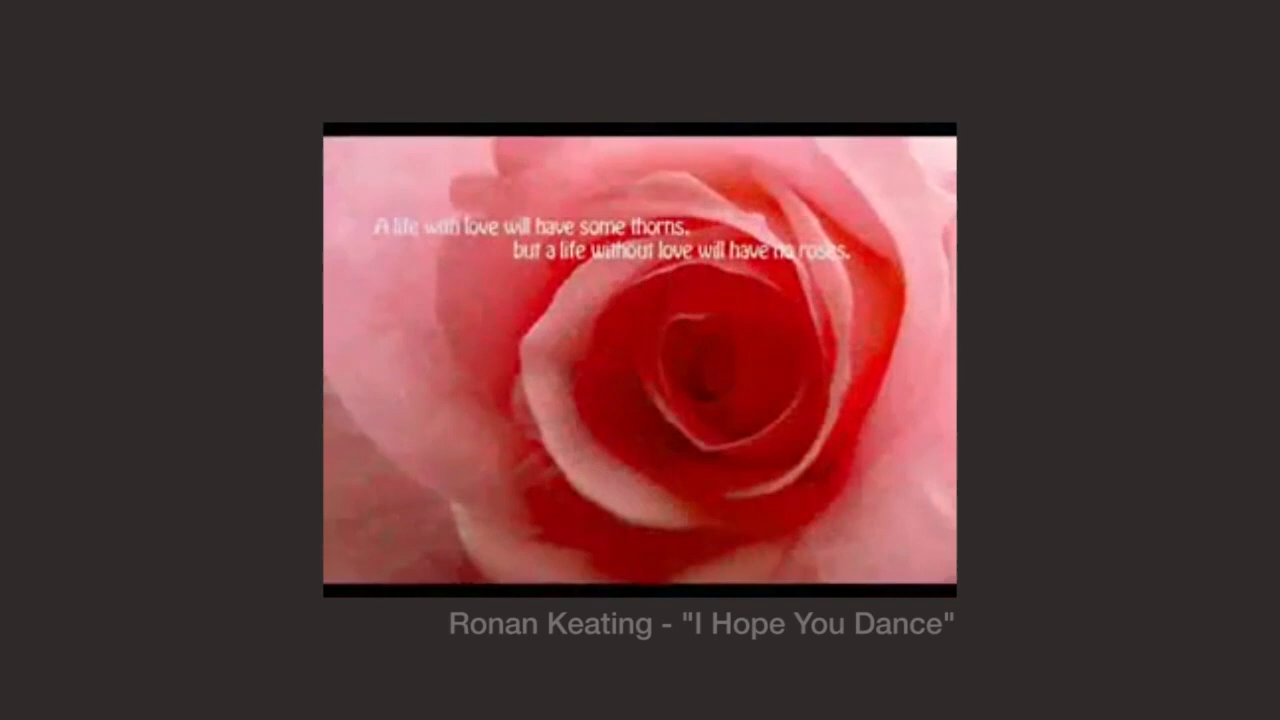 A life with love will have some thorns,
but a life without love will have no roses.
Ronan Keating - "I Hope You Dance"